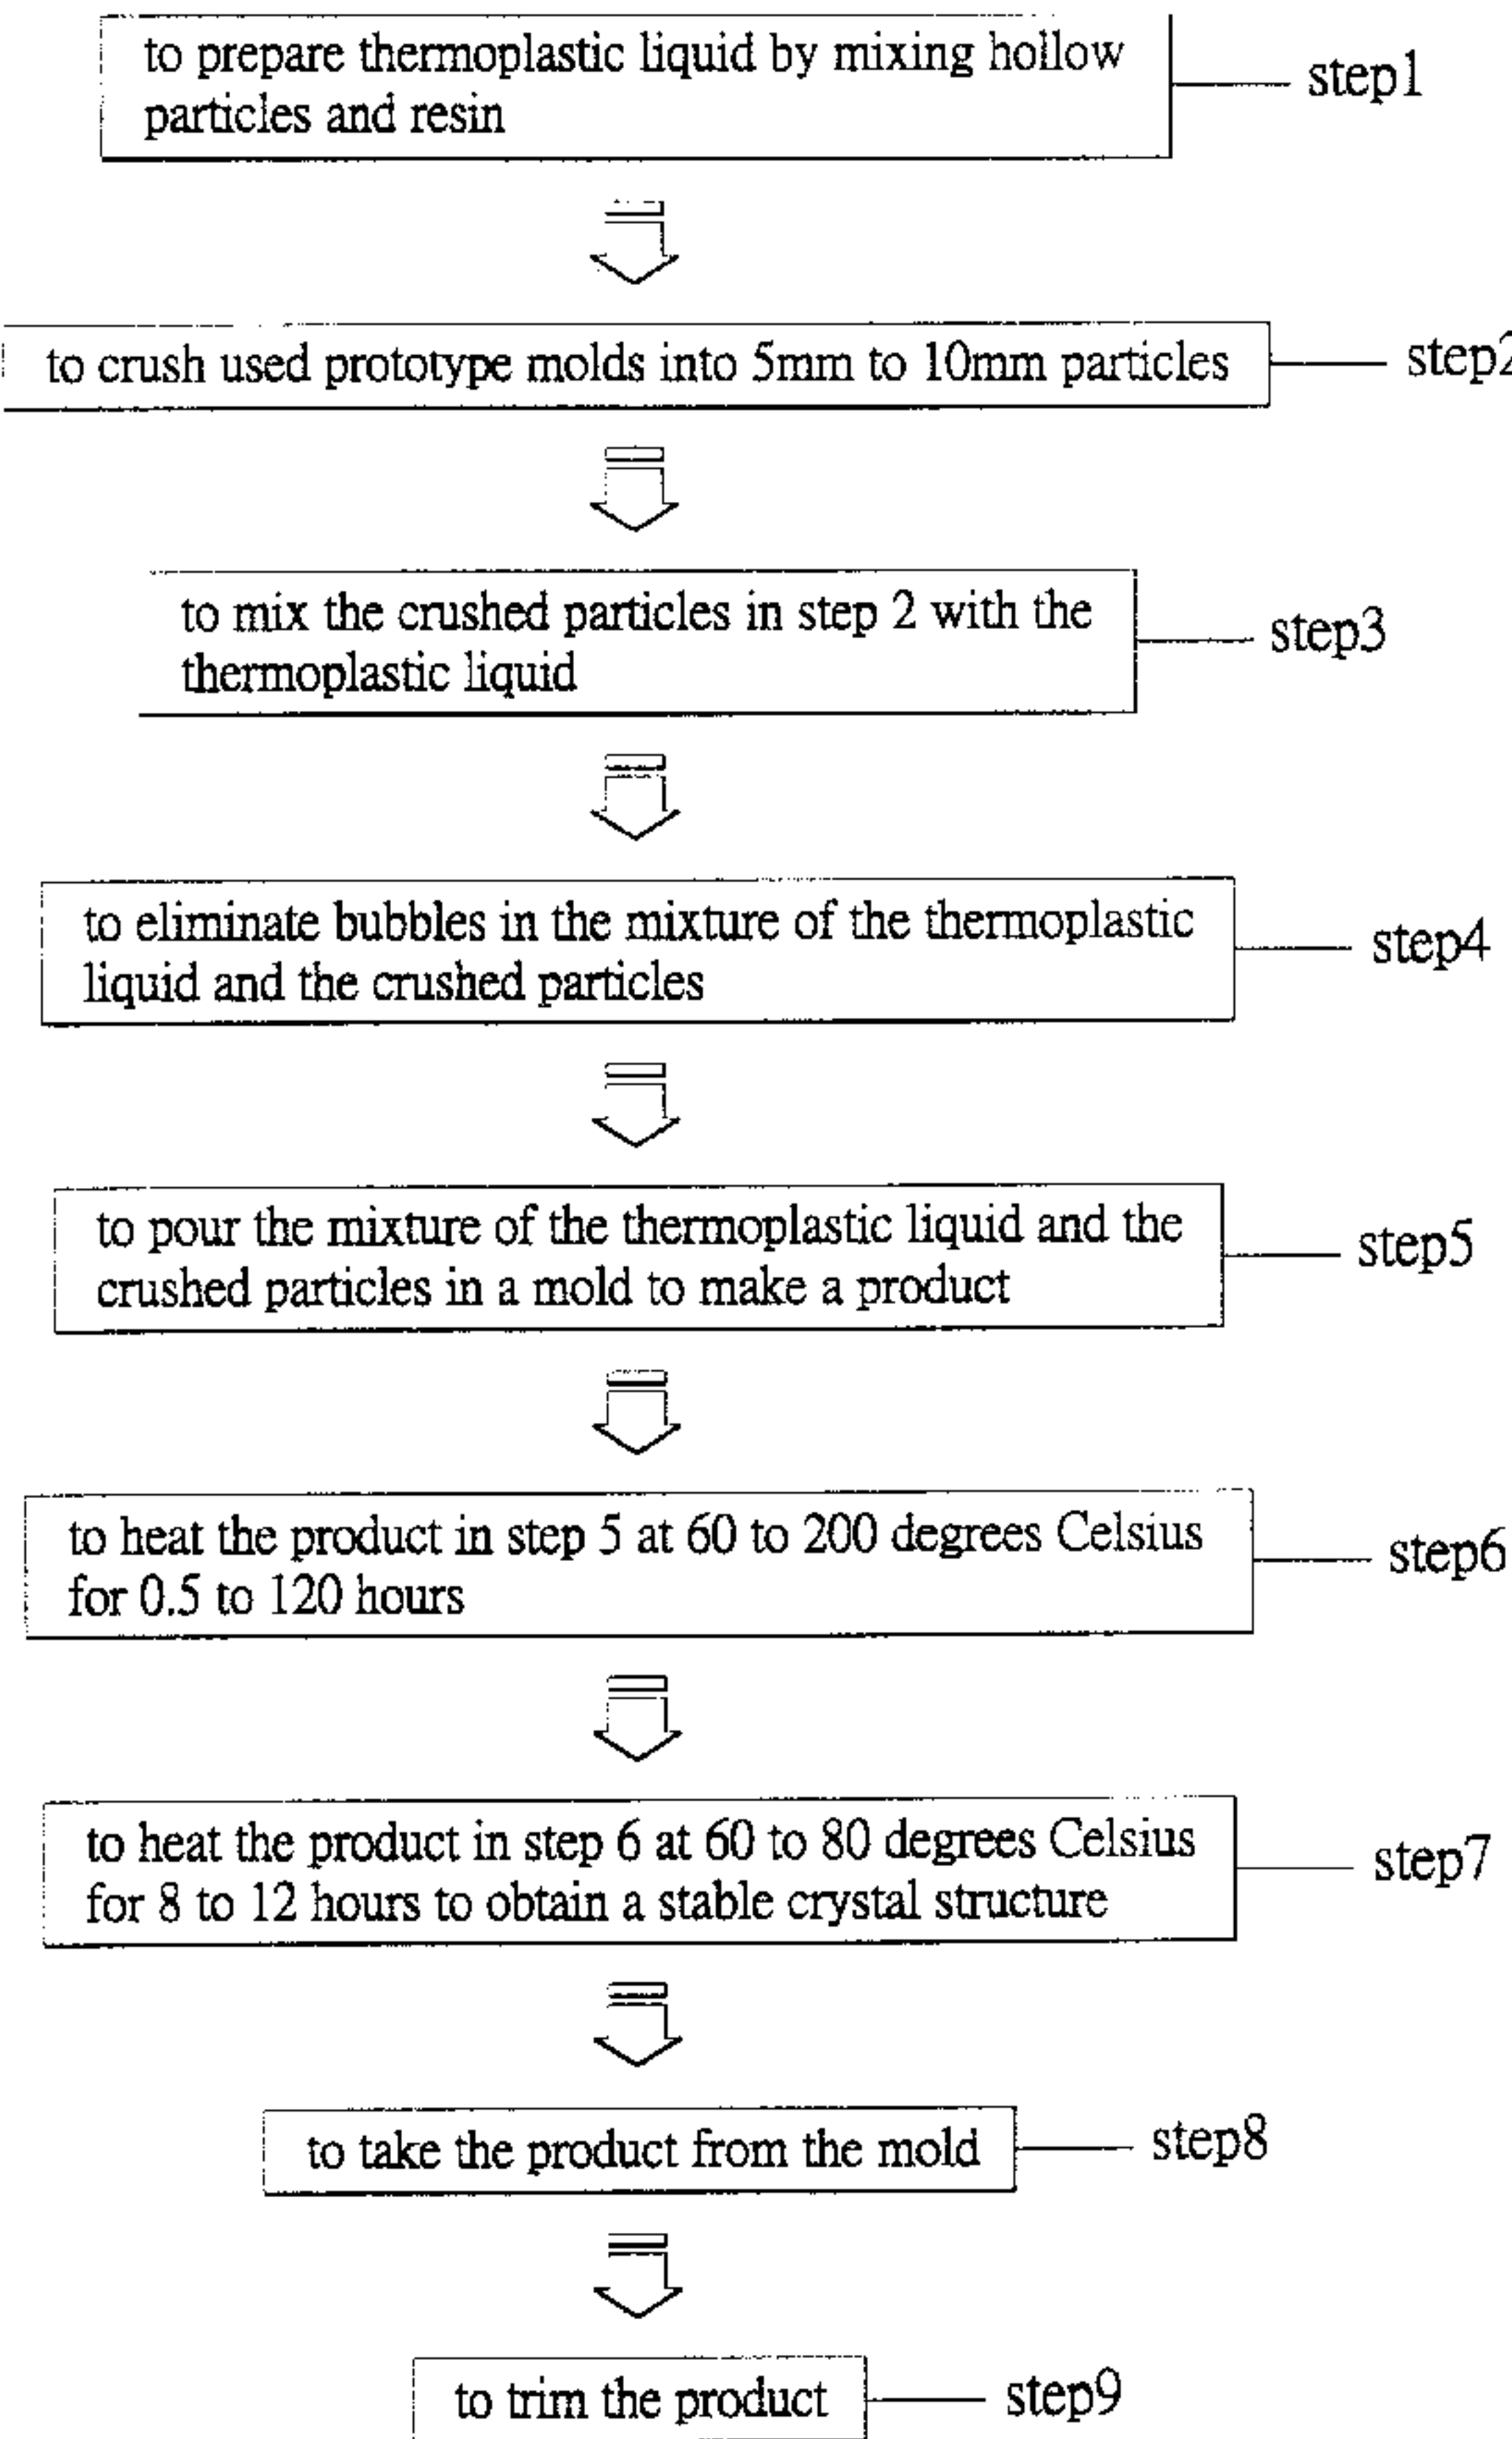 to prepare thermoplastic liquid by mixing hollow
particles and resin
step1
to crush used prototype molds into 5mm to 10mm particles
step2
to mix the crushed particles in step 2 with the
thermoplastic liquid
step3
to eliminate bubbles in the mixture of the thermoplastic
liquid and the crushed particles
step4
to pour the mixture of the thermoplastic liquid and the
crushed particles in a mold to make a product
step5
to heat the product in step 5 at 60 to 200 degrees Celsius
for 0.5 to 120 hours
step6
to heat the product in step 6 at 60 to 80 degrees Celsius
for 8 to 12 hours to obtain a stable crystal structure
step7
to take the product from the mold
step8
to trim the product
step9